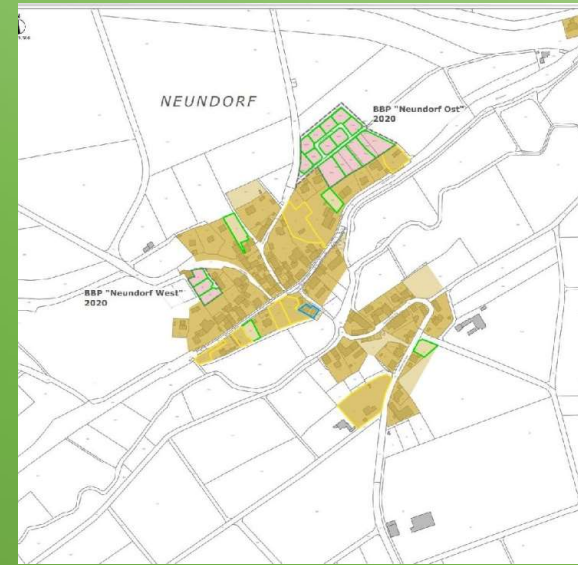 NEUNDORF
BBP "Neundorf Ost"
2020
BBP "Neundorf West"
2020